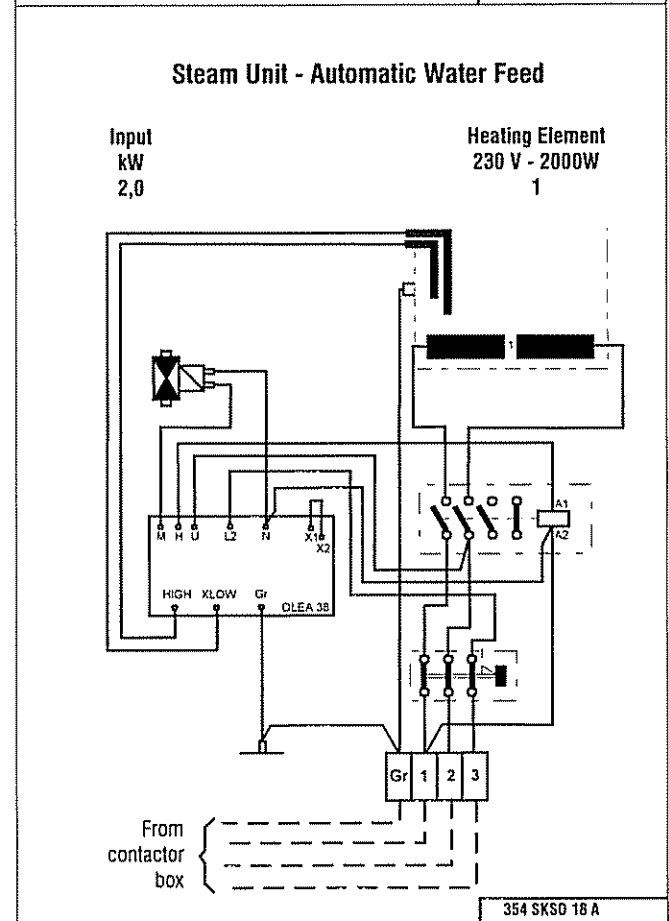 Steam Unit - Automatic Water Feed
Input
kW
2,0
Heating Element
230 V - 2000W
1
1
A1
A2
M H U L2 N X1
X2
HIGH XLOW Gr
OLEA 38
Gr 1 2 3
From
contactor
box
354 SKSD 18 A